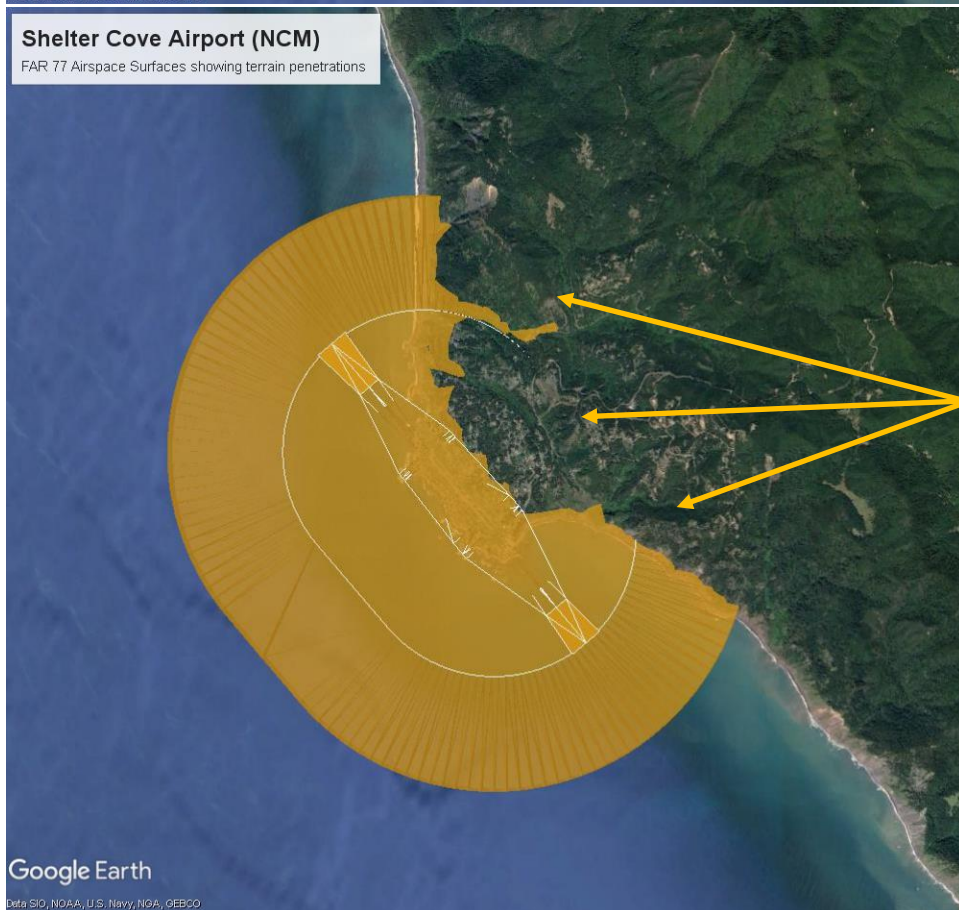 Shelter Cove Airport (NCM)
FAR 77 Airspace Surfaces showing terrain penetrations
Google Earth
Data SIO, NOAA, U.S. Navy, NGA, GEBCO